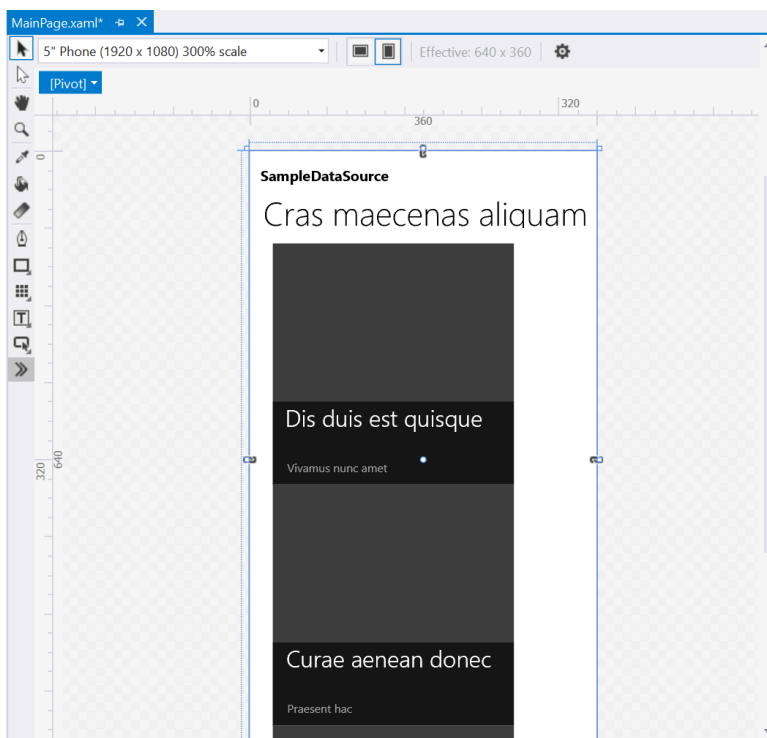 MainPage.xaml*
5" Phone (1920 x 1080) 300% scale
Effective: 640 x 360
[Pivot]
0
320
360
0
SampleDataSource
Cras maecenas aliquam
Dis duis est quisque
Vivamus nunc amet
320
640
Curae aenean donec
Praesent hac